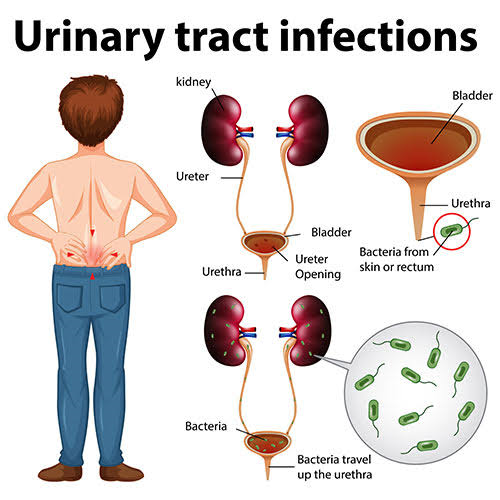 Urinary tract infections
kidney
Ureter
Bladder
Ureter
Opening
Urethra
Bladder
Urethra
Bacteria from
skin or rectum
Bacteria
Bacteria travel
up the urethra